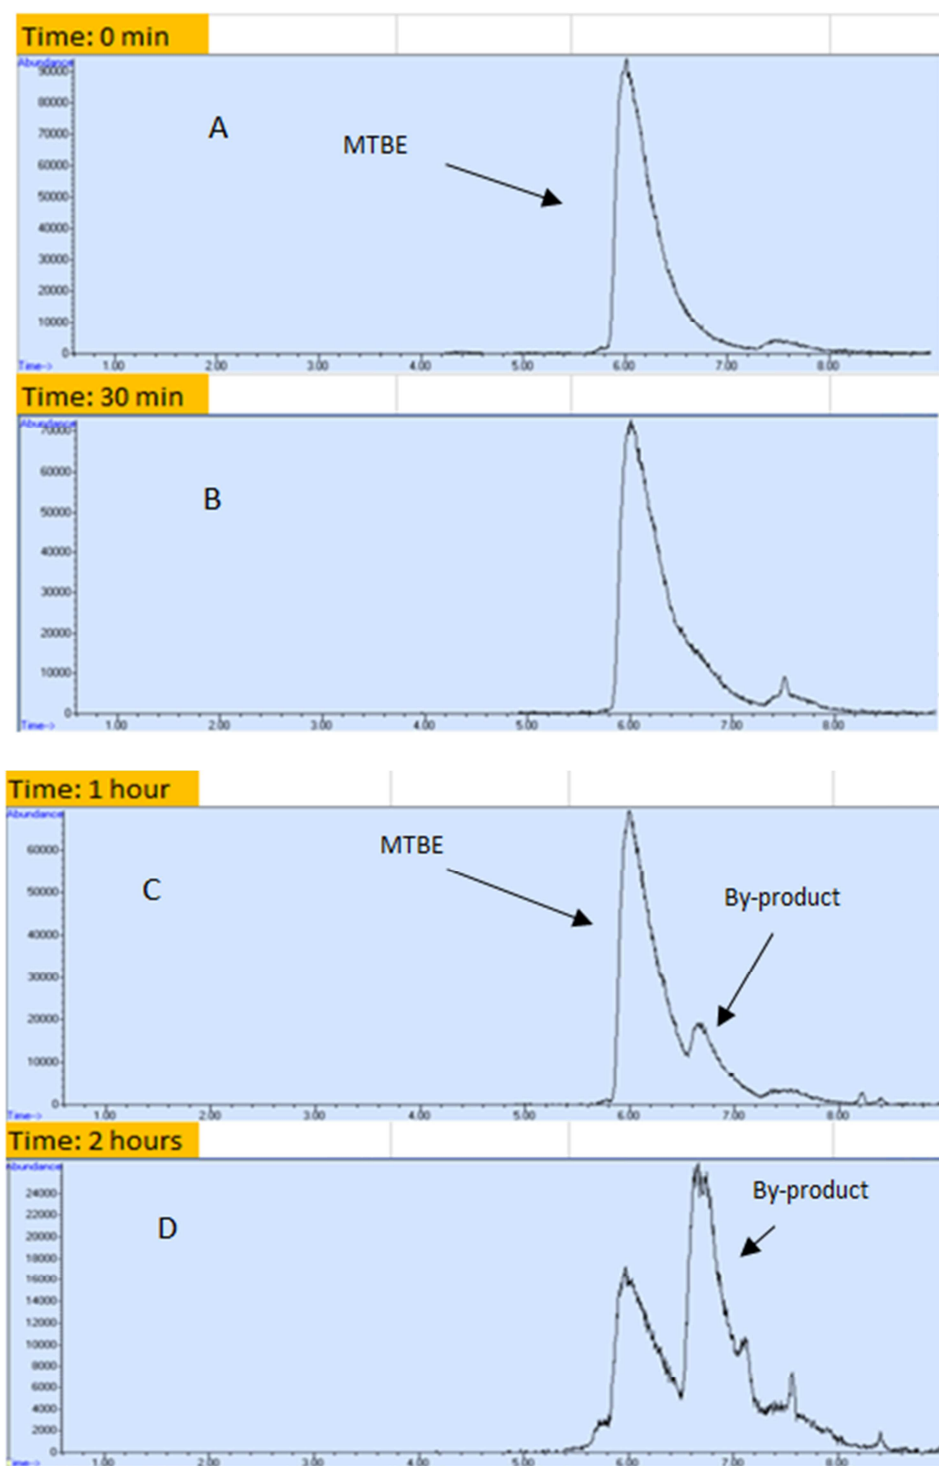 Time: 0 min
Abundance
90000
80000
70000
60000
50000
40000
30000
20000
10000
0
A
MTBE
Time-->
1.00 2.00 3.00 4.00 5.00 6.00 7.00 8.00
Time: 30 min
Abundance
70000
60000
50000
40000
30000
20000
10000
0
B
Time-->
1.00 2.00 3.00 4.00 5.00 6.00 7.00 8.00
Time: 1 hour
Abundance
60000
50000
40000
30000
20000
10000
0
MTBE
C
By-product
Time-->
1.00 2.00 3.00 4.00 5.00 6.00 7.00 8.00
Time: 2 hours
Abundance
24000
22000
20000
18000
16000
14000
12000
10000
8000
6000
4000
2000
0
By-product
D
ime-->
1.00 2.00 3.00 4.00 5.00 6.00 7.00 8.00